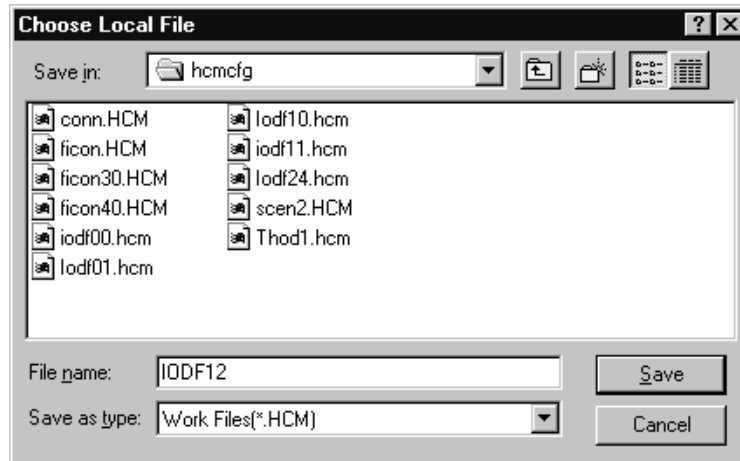 Choose Local File
Save in: hcmcfg
conn.HCM
ficon.HCM
ficon30.HCM
ficon40.HCM
iodf00.hcm
Iodf01.hcm
Iodf10.hcm
iodf11.hcm
Iodf24.hcm
scen2.HCM
Thod1.hcm
File name: IODF12 Save
Save as type: Work Files(*.HCM) Cancel